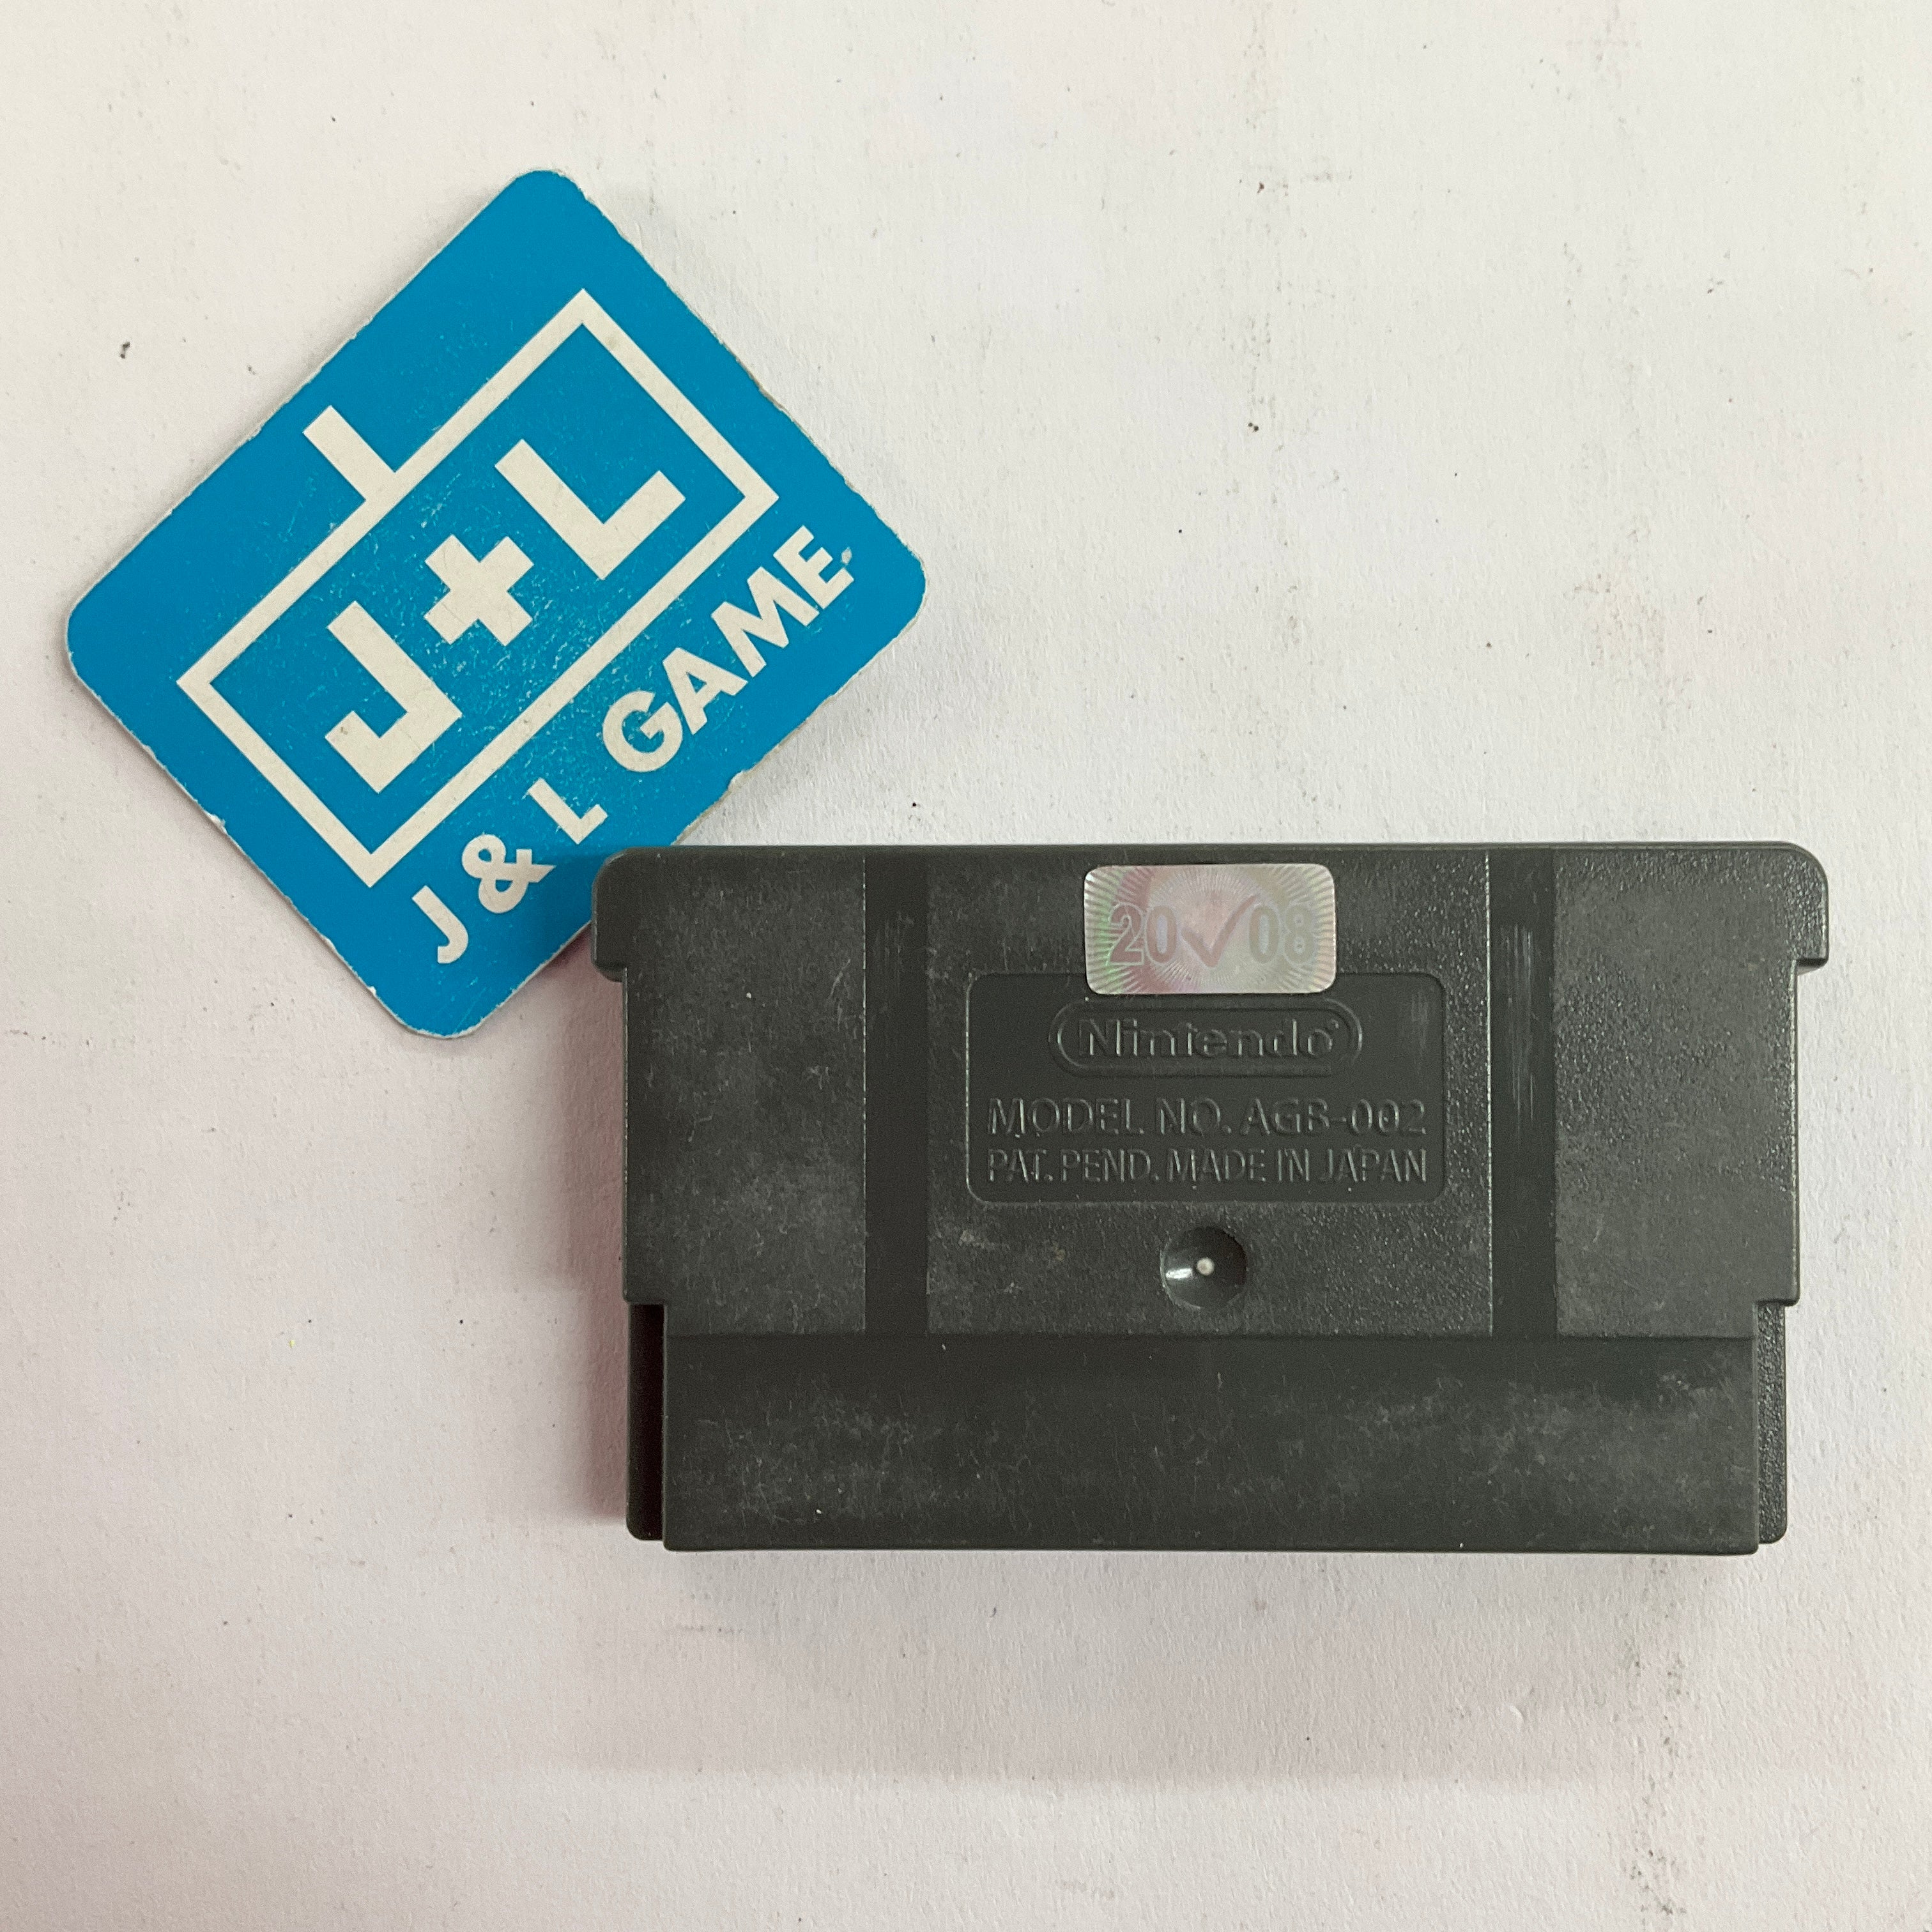 J+L
J & L GAME
20✓08
Nintendo®
MODEL NO. AGB-002
PAT. PEND. MADE IN JAPAN